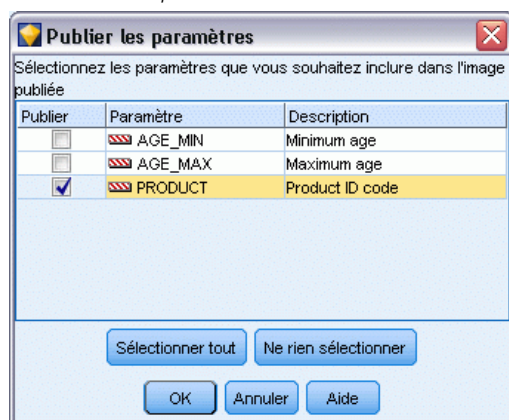 Publier les paramètres
Sélectionnez les paramètres que vous souhaitez inclure dans l'image
publiée
Publier Paramètre Description
AGE_MIN Minimum age
AGE_MAX Maximum age
PRODUCT Product ID code
Sélectionner tout Ne rien sélectionner
OK Annuler Aide